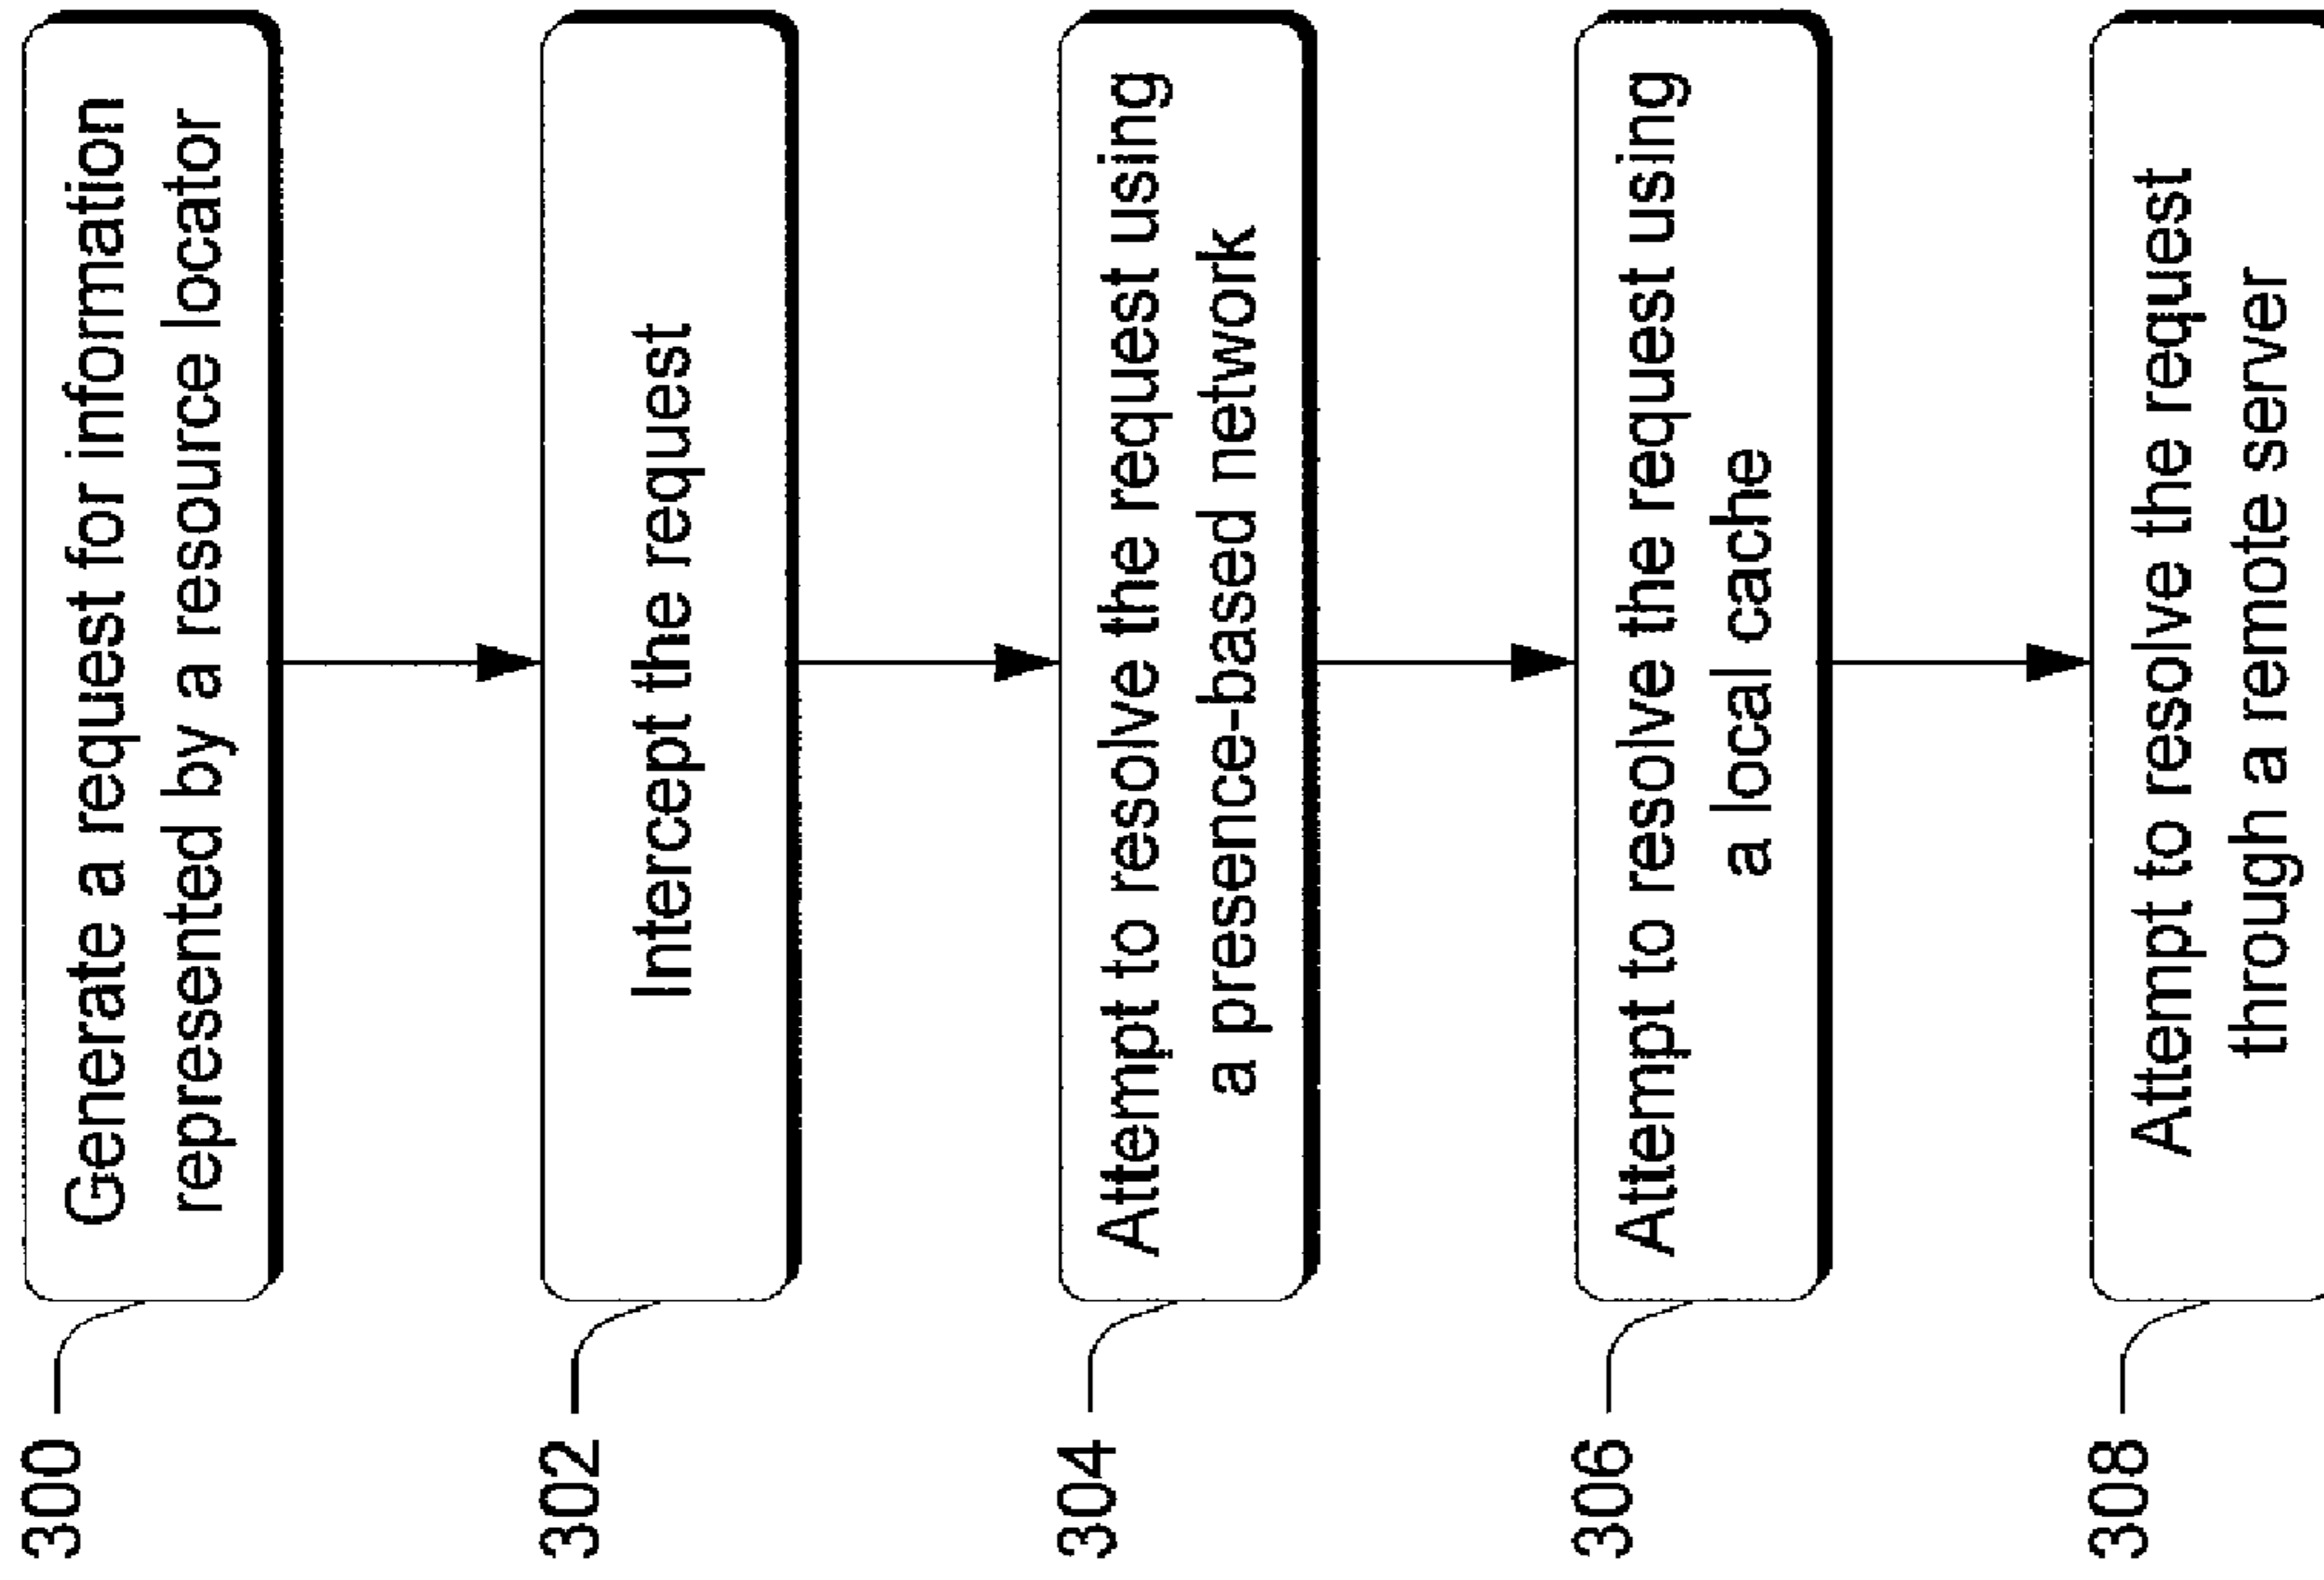 300
Generate a request for information
represented by a resource locator
302
Intercept the request
304
Attempt to resolve the request using
a presence-based network
306
Attempt to resolve the request using
a local cache
308
Attempt to resolve the request
through a remote server